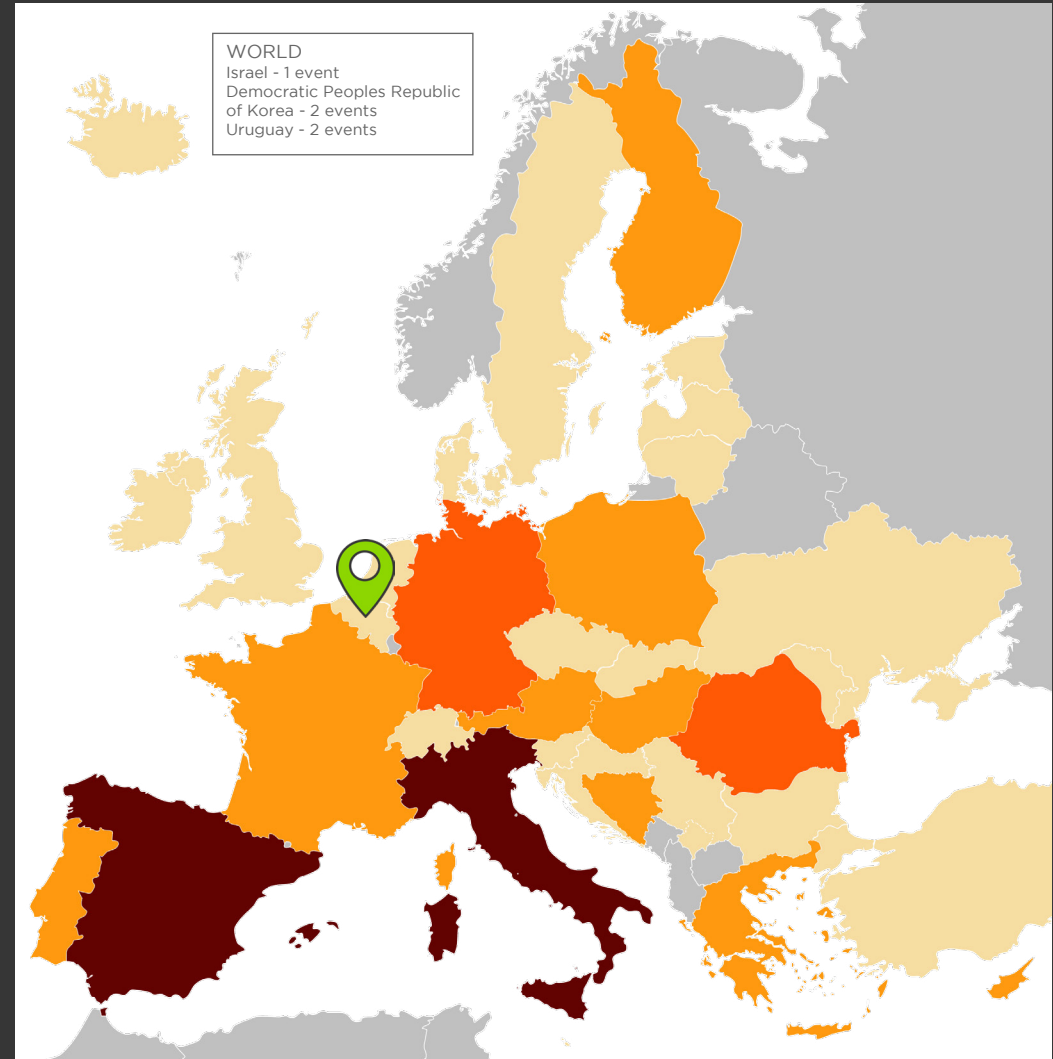 WORLD
Israel - 1 event
Democratic Peoples Republic
of Korea - 2 events
Uruguay - 2 events